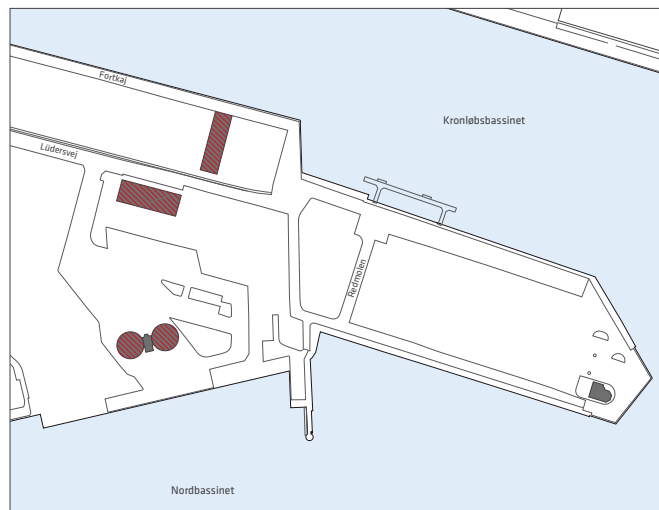 Fortkaj
Kronløbsbassinet
Lüdersvej
Redmolen
Nordbassinet